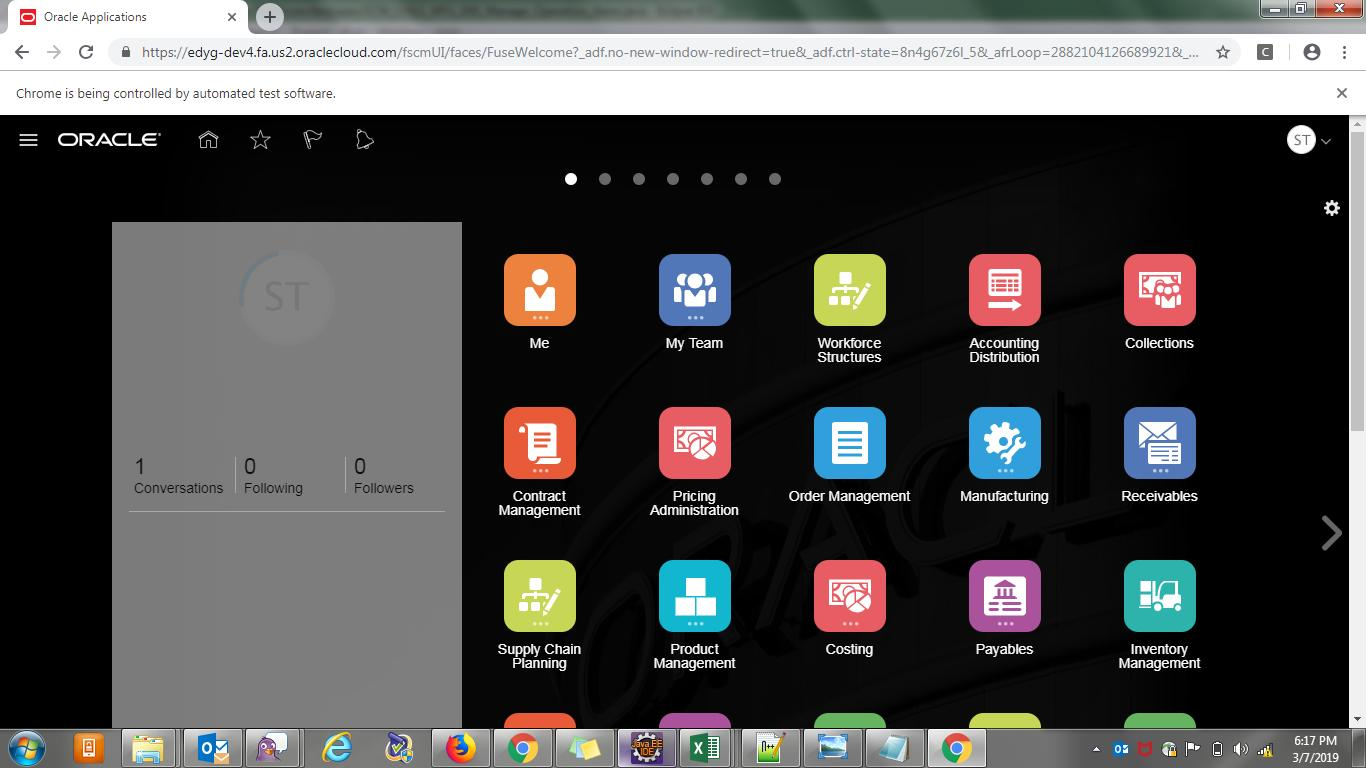 Oracle Applications
https://edyg-dev4.fa.us2.oraclecloud.com/fscmUI/faces/FuseWelcome?_adf.no-new-window-redirect=true&_adf.ctrl-state=8n4g67z6l_5&_afrLoop=2882104126689921&_...
C
Chrome is being controlled by automated test software.
ORACLE
ST
ST
1
Conversations
0
Following
0
Followers
Me
My Team
Workforce
Structures
Accounting
Distribution
Collections
Contract
Management
Pricing
Administration
Order Management
Manufacturing
Receivables
Supply Chain
Planning
Product
Management
Costing
Payables
Inventory
Management
Java EE
IDE
6:17 PM
3/7/2019